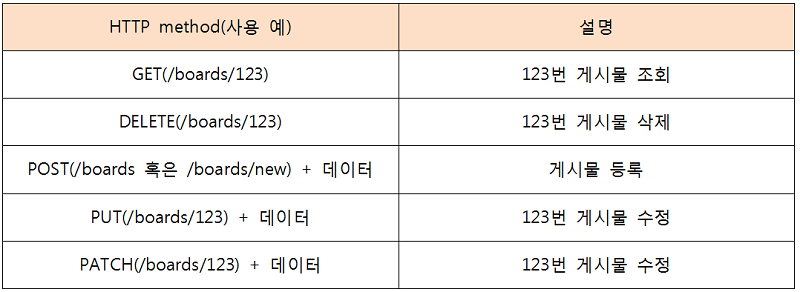 HTTP method(사용 예) 설명
GET(/boards/123) 123번 게시물 조회
DELETE(/boards/123) 123번 게시물 삭제
POST(/boards 혹은 /boards/new) + 데이터 게시물 등록
PUT(/boards/123) + 데이터 123번 게시물 수정
PATCH(/boards/123) + 데이터 123번 게시물 수정